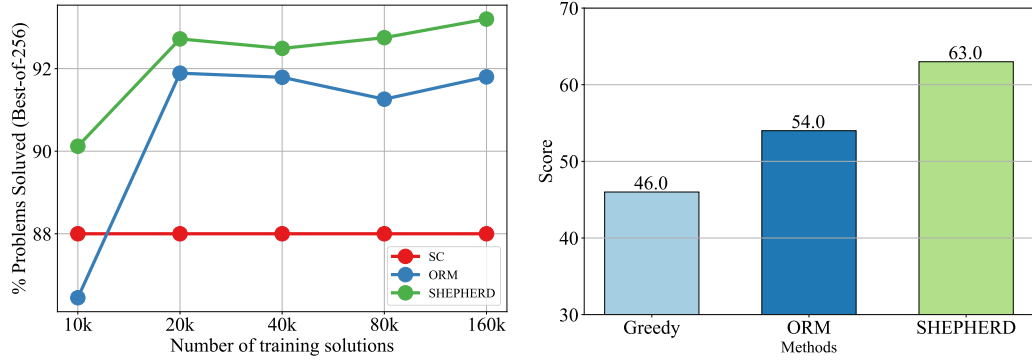 % Problems Soluved (Best-of-256)
92
90
88
SC
ORM
SHEPHERD
10k
20k
40k
80k
160k
Number of training solutions
Score
70
60
50
40
30
46.0
54.0
63.0
Greedy
ORM
SHEPHERD
Methods